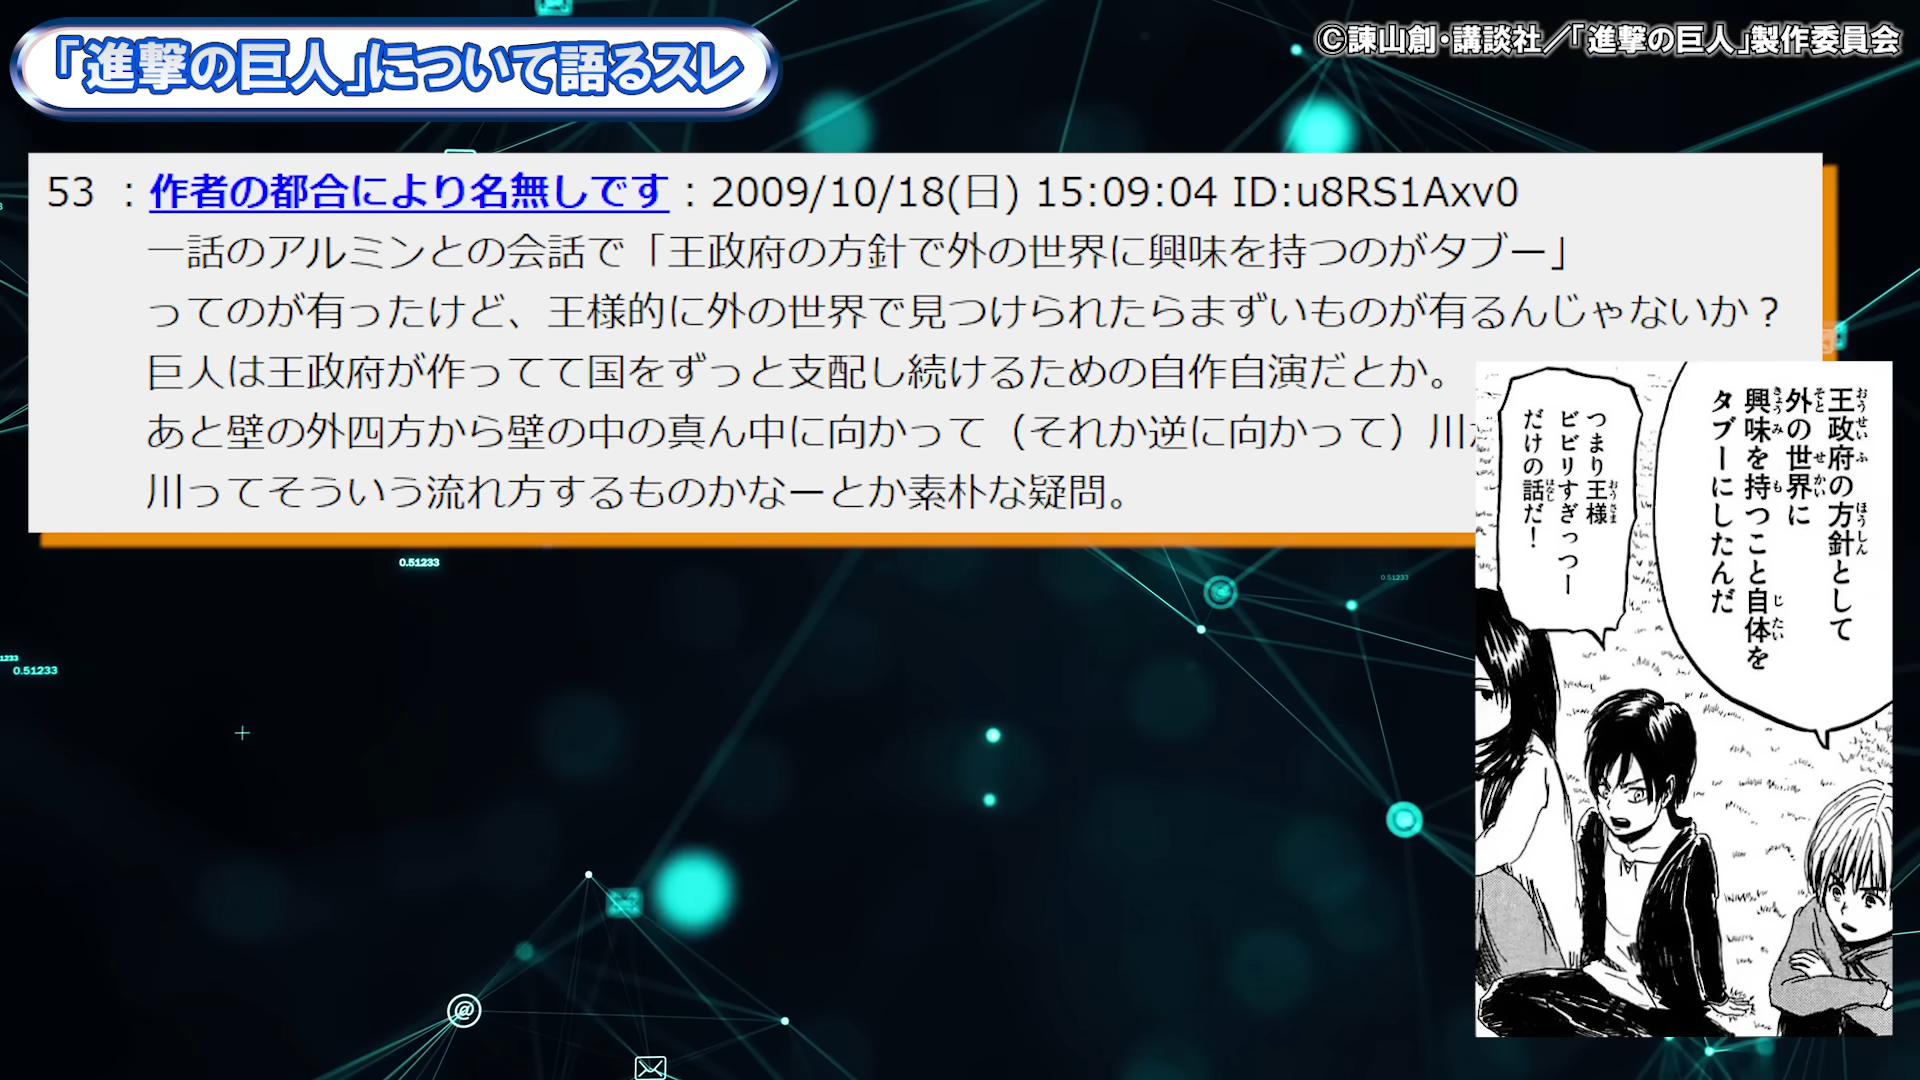 「進撃の巨人」について語るスレ
©諫山創・講談社/「進撃の巨人」製作委員会
53 ：作者の都合により名無しです：2009/10/18(日) 15:09:04 ID:u8RS1Axv0
一話のアルミンとの会話で「王政府の方針で外の世界に興味を持つのがタブー」
ってのが有ったけど、王様的に外の世界で見つけられたらまずいものが有るんじゃないか？
巨人は王政府が作ってて国をずっと支配し続けるための自作自演だとか。
あと壁の外四方から壁の中の真ん中に向かって（それか逆に向かって）川
川ってそういう流れ方するものかなーとか素朴な疑問。
王政府の方針として
外の世界に
興味を持つこと自体を
タブーにしたんだ
つまり王様
ビビリすぎっつー
だけの話だ！
0.51233
0.51233
1233
0.51233
@